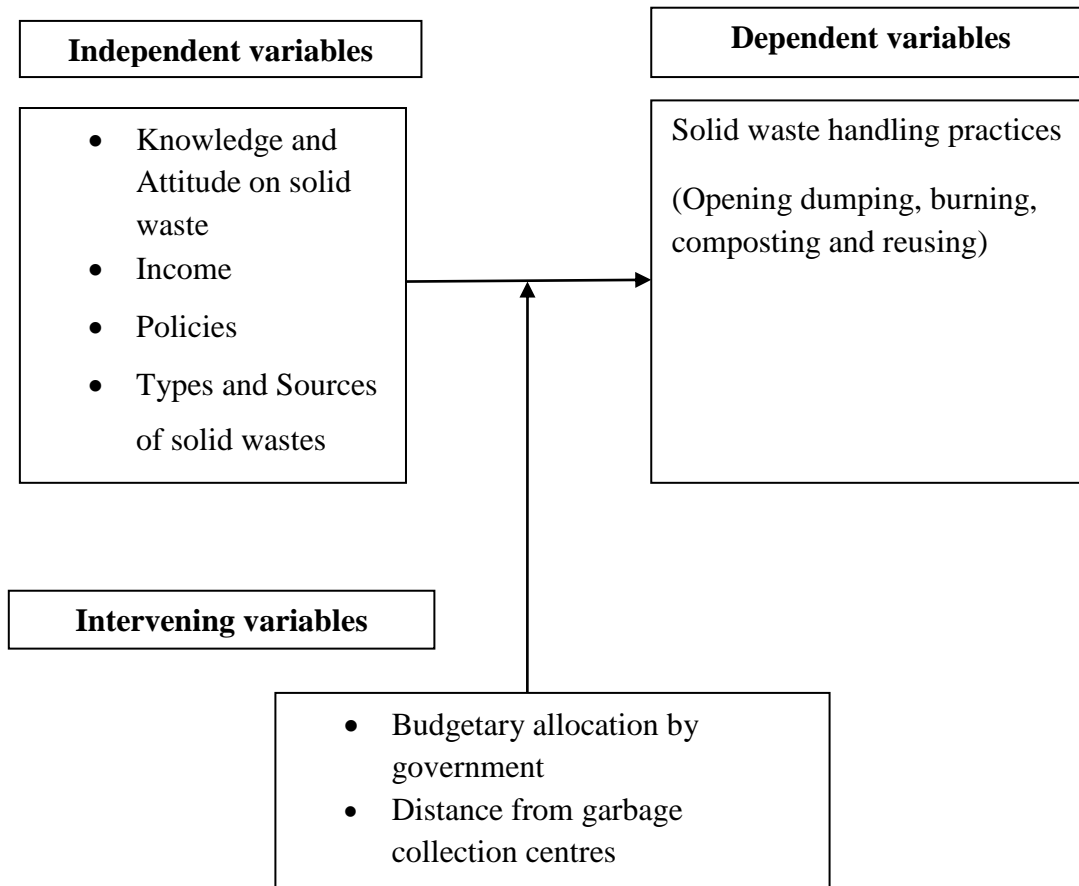 Independent variables
Dependent variables
• Knowledge and
Attitude on solid
waste
• Income
• Policies
• Types and Sources
of solid wastes
Solid waste handling practices
(Opening dumping, burning,
composting and reusing)
Intervening variables
• Budgetary allocation by
government
• Distance from garbage
collection centres